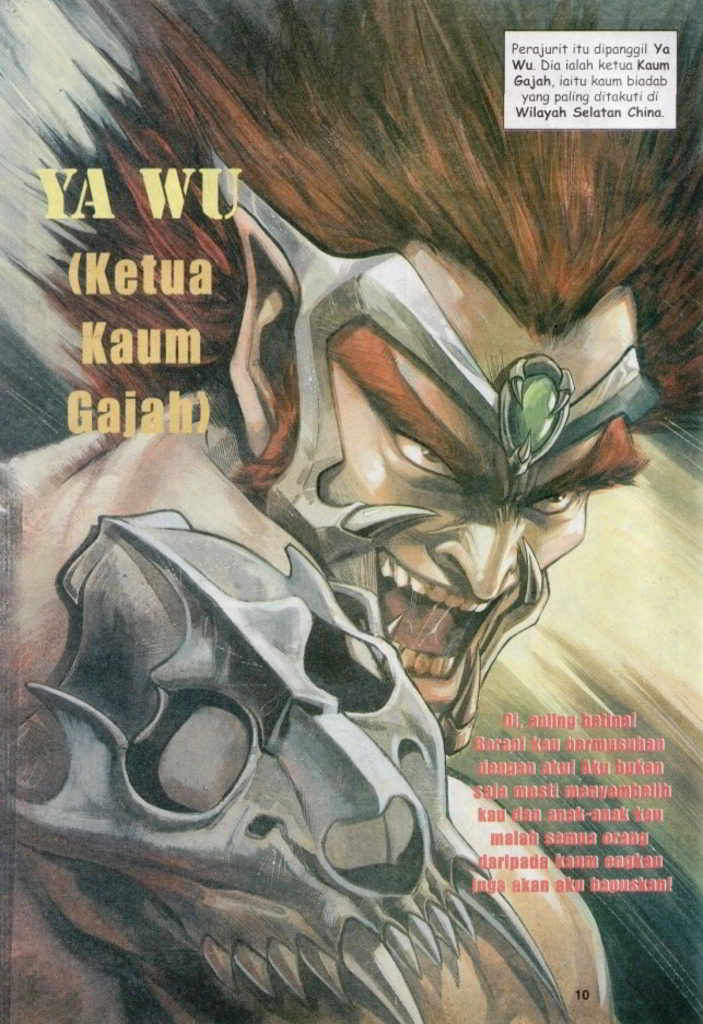 Perajurit itu dipanggil Ya
Wu. Dia ialah ketua Kaum
Gajah, iaitu kaum biadab
yang paling ditakuti di
Wilayah Selatan China.
YA WU
(Ketua
Kaum
Gajah)
Oi, anjing betina!
Berani kau bermusuhan
dengan aku! Aku bukan
saja mesti menyembelih
kau dan anak-anak kau
malah semua orang
daripada kaum engkau
juga akan aku hapuskan!
10